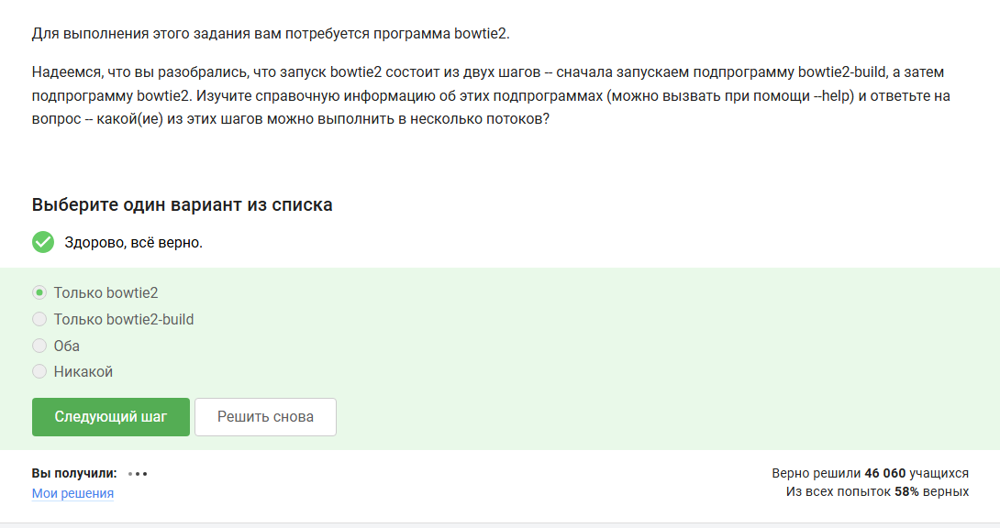 Для выполнения этого задания вам потребуется программа bowtie2.
Надеемся, что вы разобрались, что запуск bowtie2 состоит из двух шагов -- сначала запускаем подпрограмму bowtie2-build, а затем
подпрограмму bowtie2. Изучите справочную информацию об этих подпрограммах (можно вызвать при помощи --help) и ответьте на
вопрос -- какой(ие) из этих шагов можно выполнить в несколько потоков?
Выберите один вариант из списка
Здорово, всё верно.
Только bowtie2
Только bowtie2-build
Оба
Никакой
Следующий шаг
Решить снова
Вы получили:
Верно решили 46 060 учащихся
Мои решения
Из всех попыток 58% верных